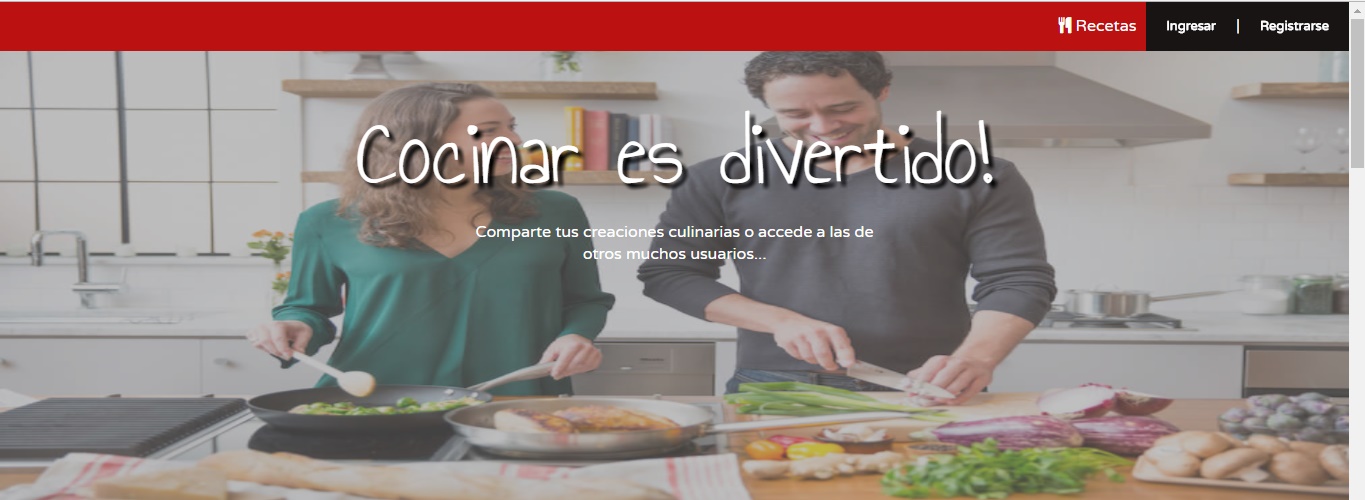 Recetas
Ingresar | Registrarse
Cocinar es divertido!
Comparte tus creaciones culinarias o accede a las de
otros muchos usuarios...